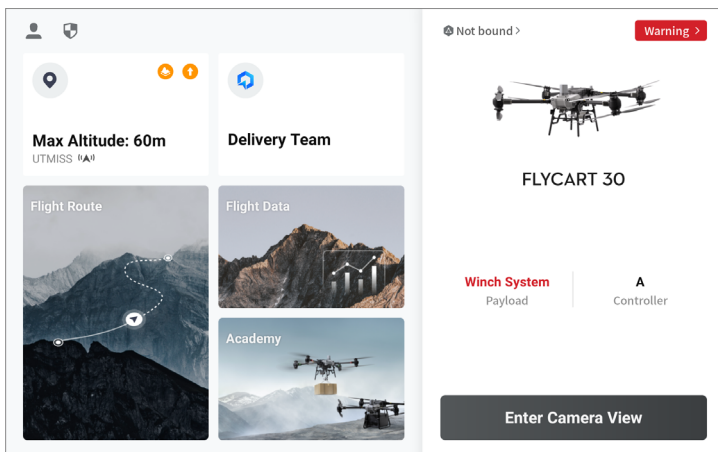 Max Altitude: 60m
UTMISS
Delivery Team
Flight Route
Flight Data
Academy
Not bound >
Warning >
FLYCART 30
Winch System
Payload
A
Controller
Enter Camera View